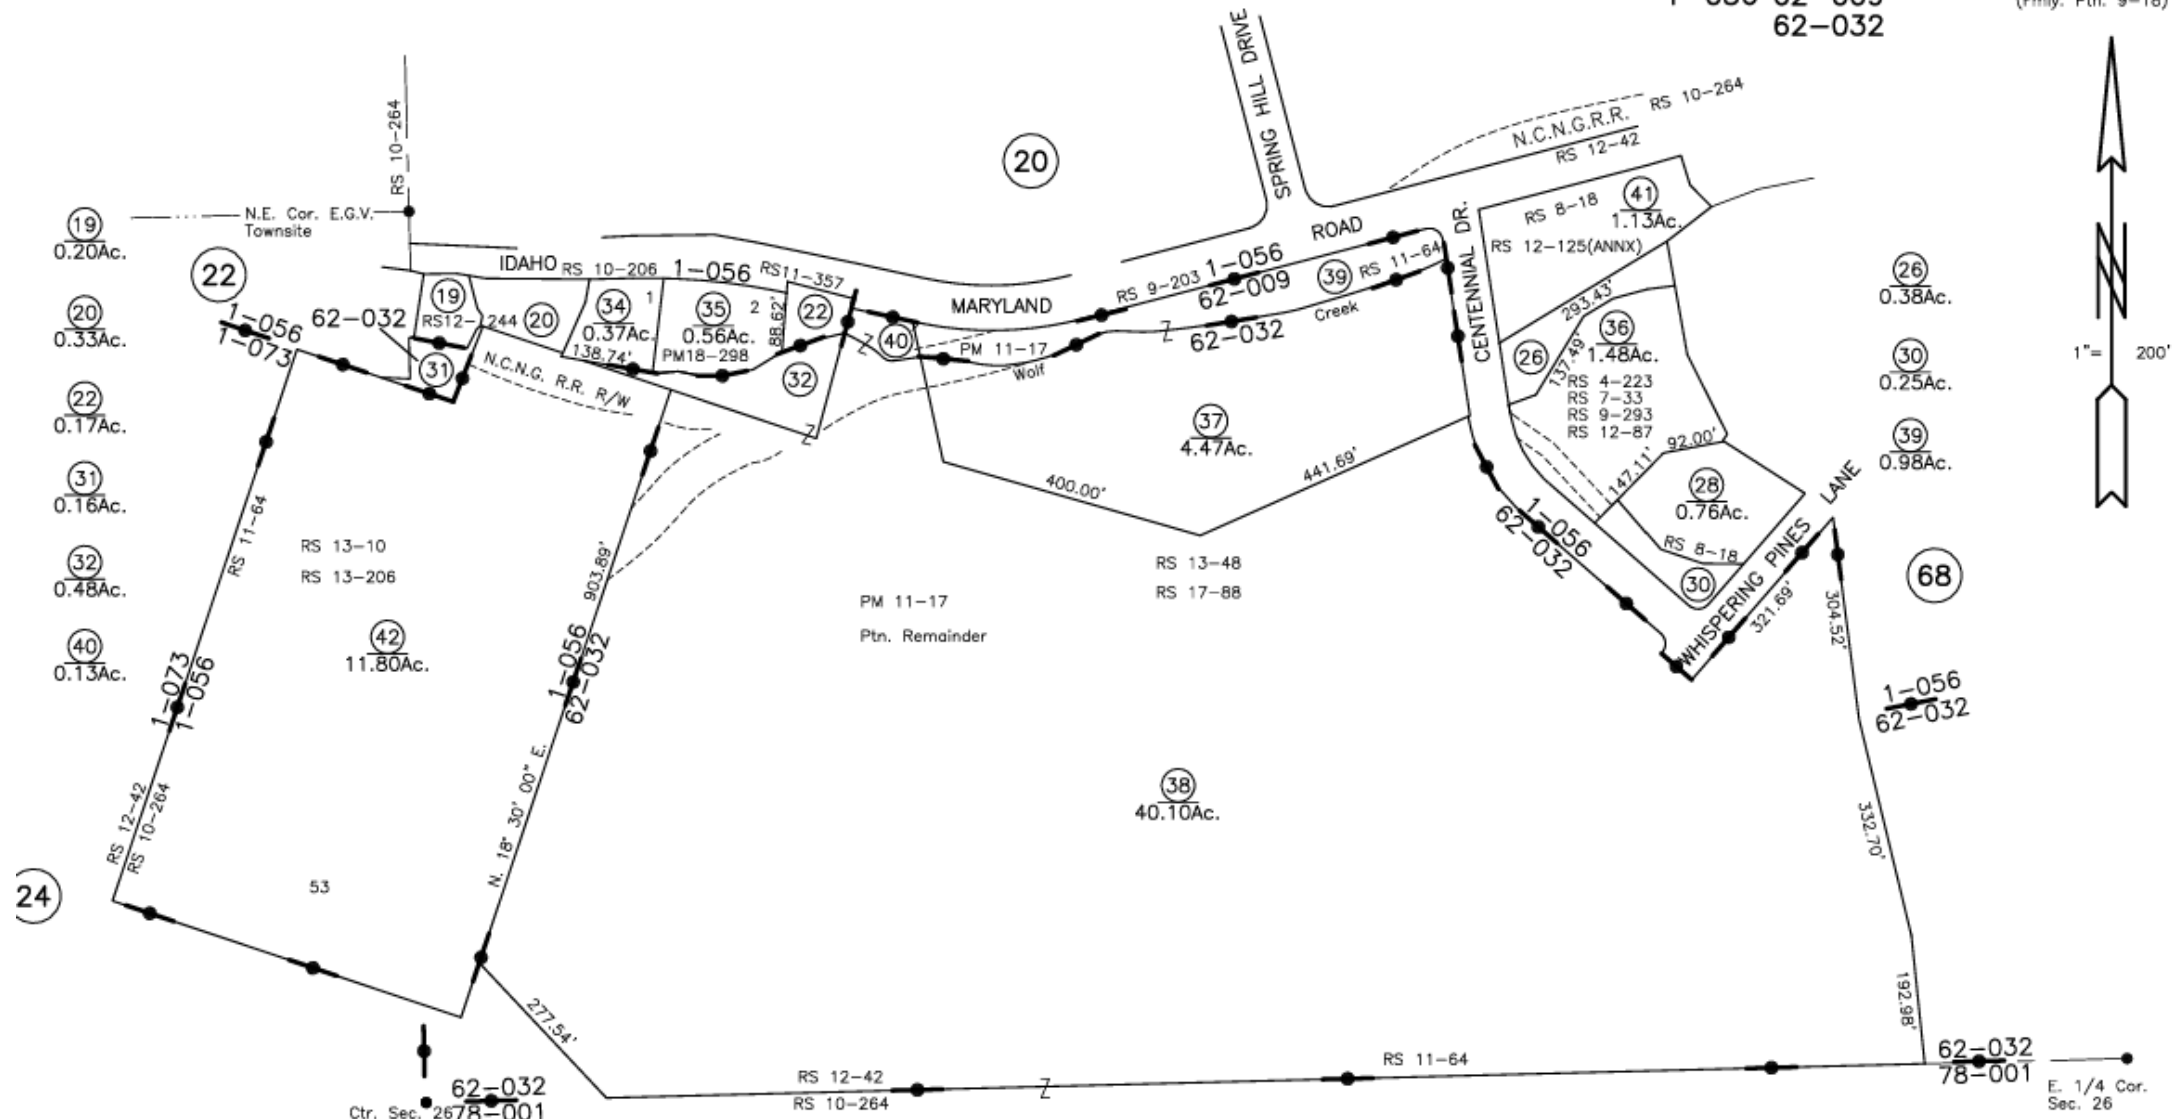 62-032
SPRING HILL DRIVE
RS 10-264
N.C.N.G.R.R.
RS 10-264
RS 12-42
20
N.E. Cor. E.G.V.
Townsite
19
0.20Ac.
22
IDAHO
RS 10-206
1-056
RS11-357
MARYLAND
RS 9-203
1-056
62-009
ROAD
39
RS 11-64
CENTENNIAL DR.
RS 8-18
41
1.13Ac.
RS 12-125(ANNX)
26
0.38Ac.
20
0.33Ac.
1-056
1-073
62-032
19
RS12-244
20
34
1
0.37Ac.
138.74'
35
2
0.56Ac.
PM18-298
88.62'
22
40
PM 11-17
Wolf
Creek
62-032
293.43'
26
137.49'
36
1.48Ac.
RS 4-223
RS 7-33
RS 9-293
RS 12-87
30
0.25Ac.
1"= 200'
31
N.C.N.G. R.R. R/W
32
22
0.17Ac.
37
4.47Ac.
400.00'
441.69'
92.00'
147.11'
28
0.76Ac.
RS 8-18
30
39
0.98Ac.
31
0.16Ac.
RS 11-64
RS 13-10
RS 13-206
903.89'
RS 13-48
RS 17-88
1-056
62-032
WHISPERING PINES LANE
321.69'
304.52'
68
32
0.48Ac.
PM 11-17
Ptn. Remainder
40
0.13Ac.
42
11.80Ac.
1-073
1-056
1-056
62-032
1-056
62-032
N. 18° 30' 00" E.
38
40.10Ac.
332.70'
RS 12-42
RS 10-264
24
53
192.98'
277.54'
RS 12-42
RS 10-264
RS 11-64
62-032
78-001
E. 1/4 Cor.
Sec. 26
62-032
78-001
Ctr. Sec. 26